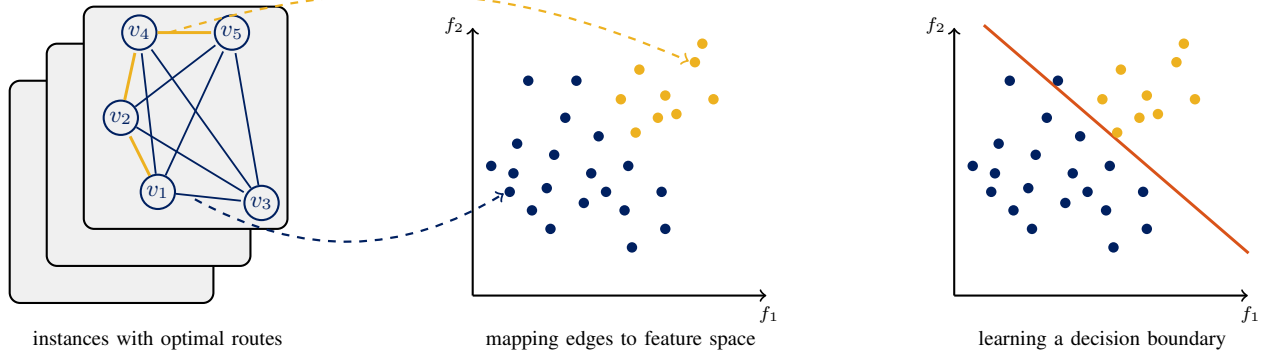 v₄
v₅
v₂
v₁
v₃
instances with optimal routes
f₂
f₁
mapping edges to feature space
f₂
f₁
learning a decision boundary